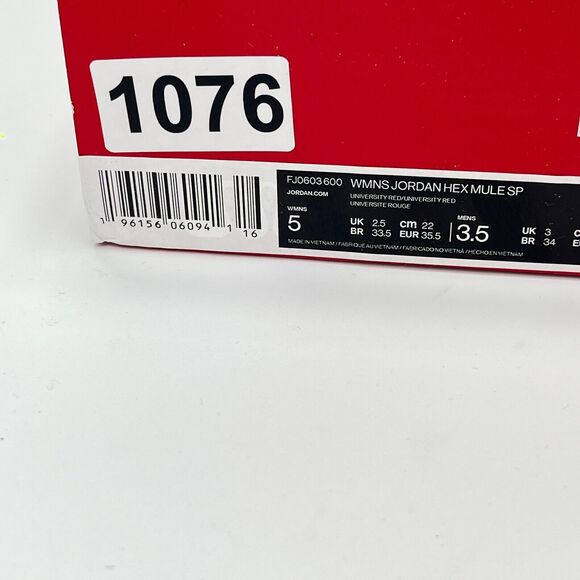 1076
FJ0603 600 WMNS JORDAN HEX MULE SP
JORDAN.COM UNIVERSITY RED/UNIVERSITY RED
UNIVERSITE ROUGE
WMNS 5 UK 2.5 cm 22 MENS 3.5 UK 3
BR 33.5 EUR 35.5 BR 34
MADE IN VIETNAM / FABRIQUE AU VIETNAM / FABRICADO NO VIETNÃ / HECHO EN VIETNAM
1 96156 06094 1 16